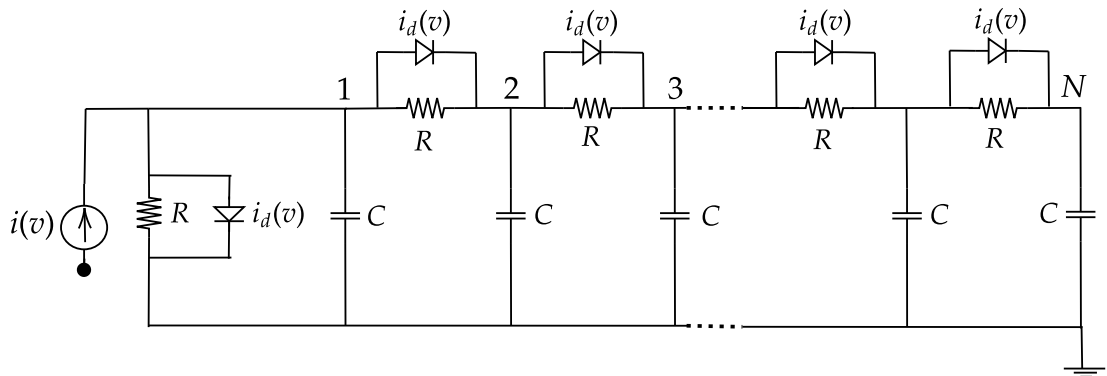 i_d(v) i_d(v) i_d(v) i_d(v)
1 2 3 N
R R R R
i(v) R i_d(v) C C C C C